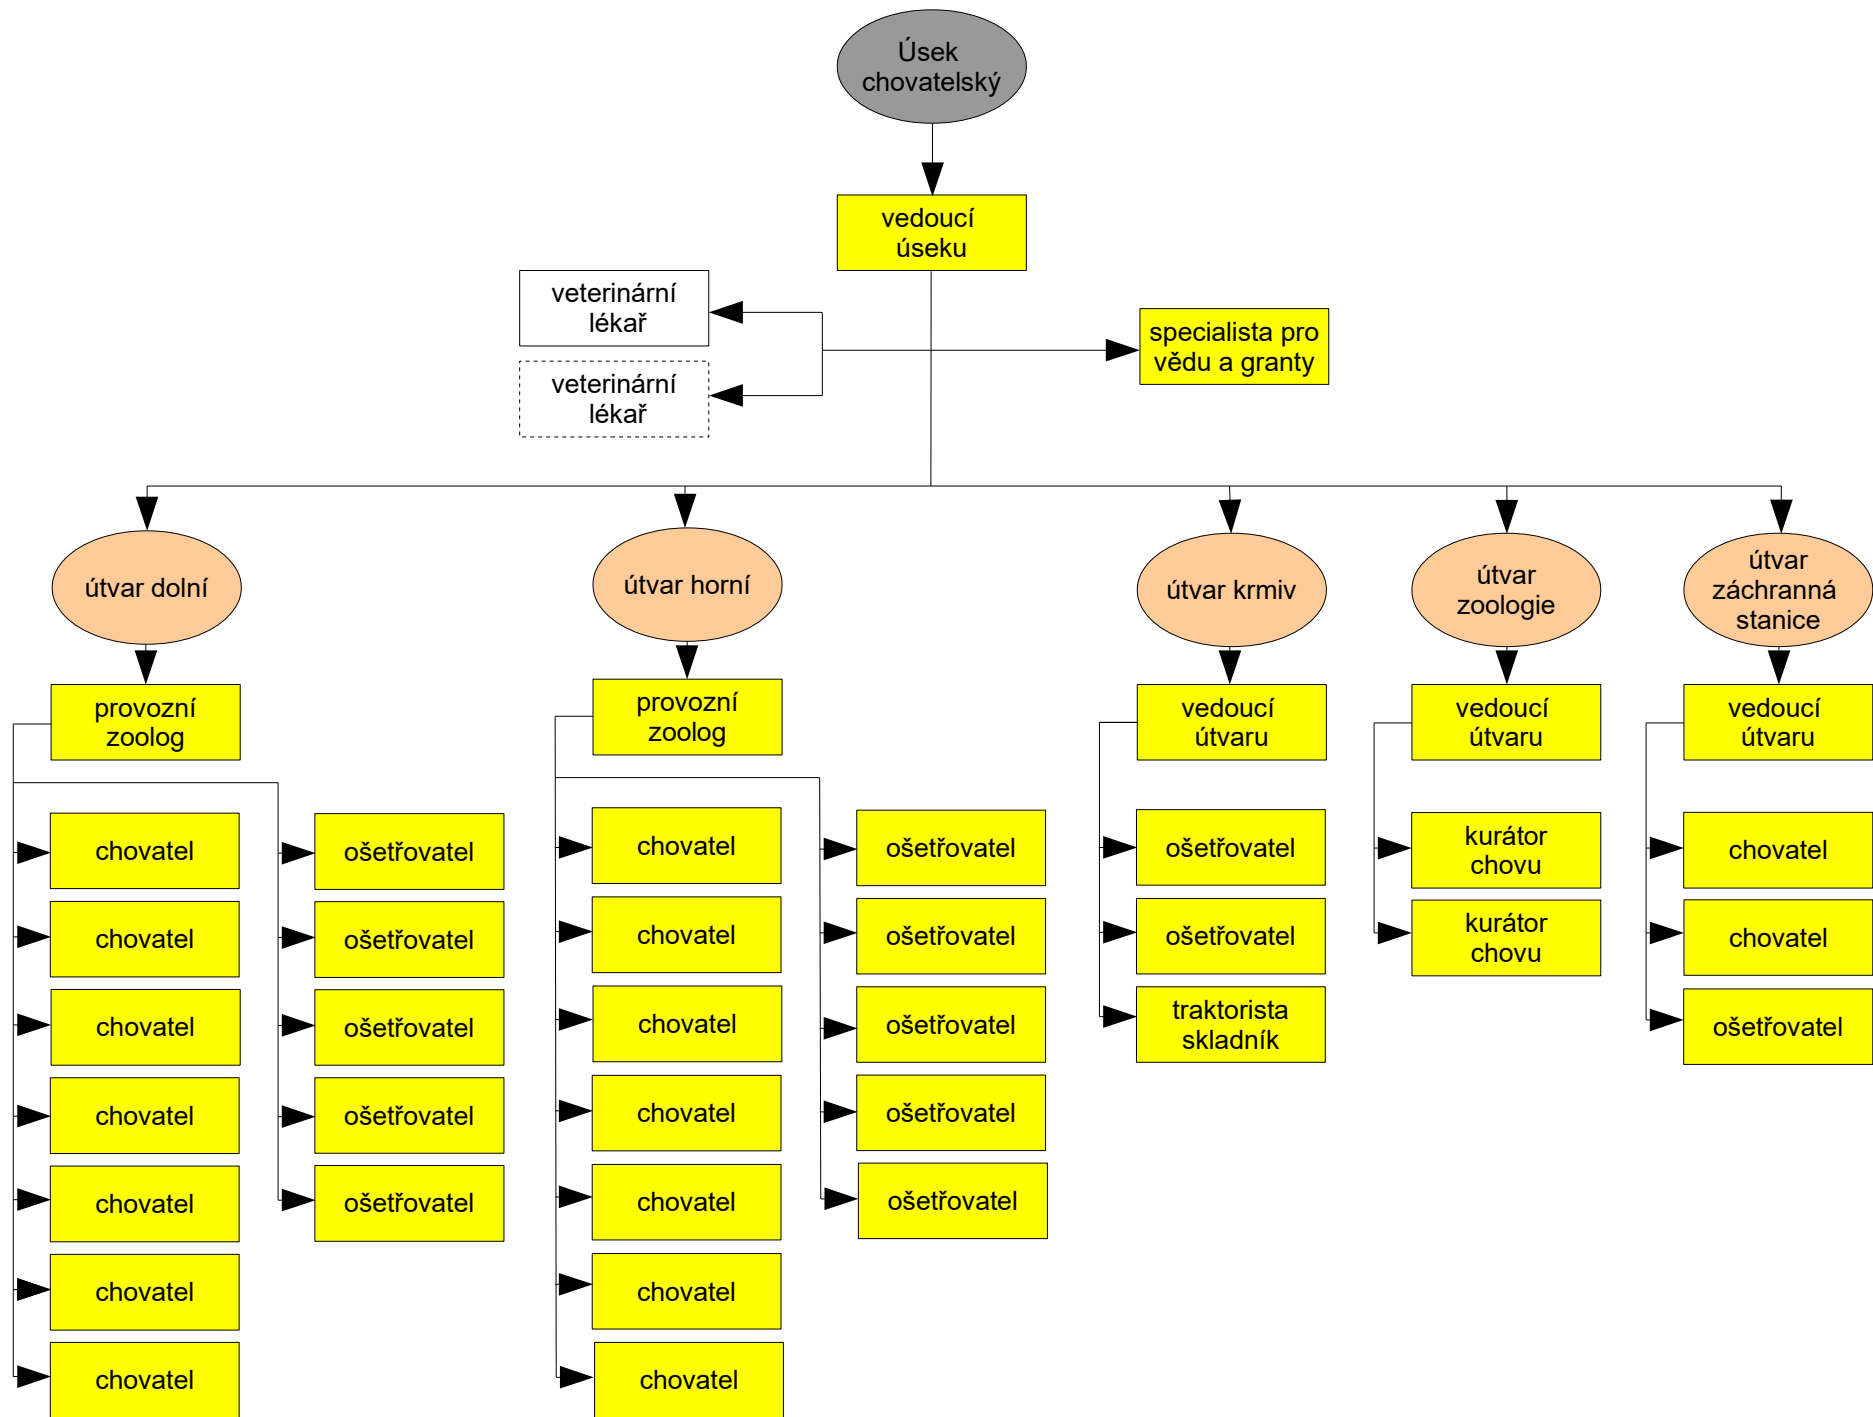 Úsek
chovatelský
vedoucí
úseku
veterinární
lékař
specialista pro
vědu a granty
veterinární
lékař
útvar dolní
útvar horní
útvar krmiv
útvar
zoologie
útvar
záchranná
stanice
provozní
zoolog
provozní
zoolog
vedoucí
útvaru
vedoucí
útvaru
vedoucí
útvaru
chovatel
ošetřovatel
chovatel
ošetřovatel
ošetřovatel
kurátor
chovu
chovatel
chovatel
ošetřovatel
chovatel
ošetřovatel
ošetřovatel
kurátor
chovu
chovatel
chovatel
ošetřovatel
chovatel
ošetřovatel
traktorista
skladník
ošetřovatel
chovatel
ošetřovatel
chovatel
ošetřovatel
chovatel
ošetřovatel
chovatel
ošetřovatel
chovatel
chovatel
chovatel
chovatel